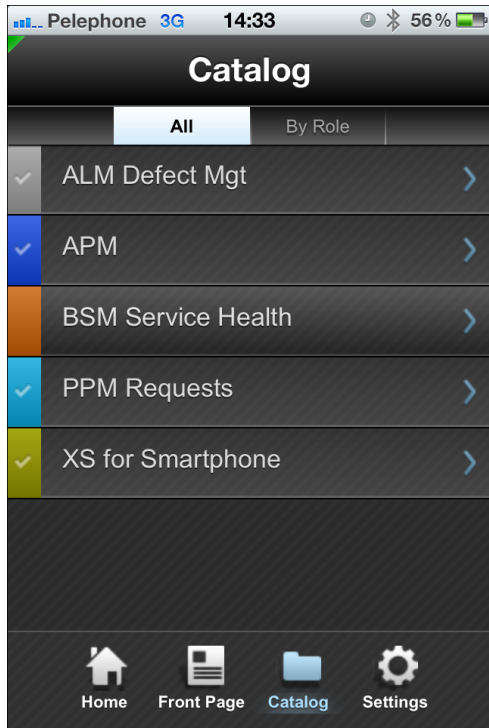 Pelephone 3G 14:33 56%
Catalog
All By Role
ALM Defect Mgt
APM
BSM Service Health
PPM Requests
XS for Smartphone
Home Front Page Catalog Settings